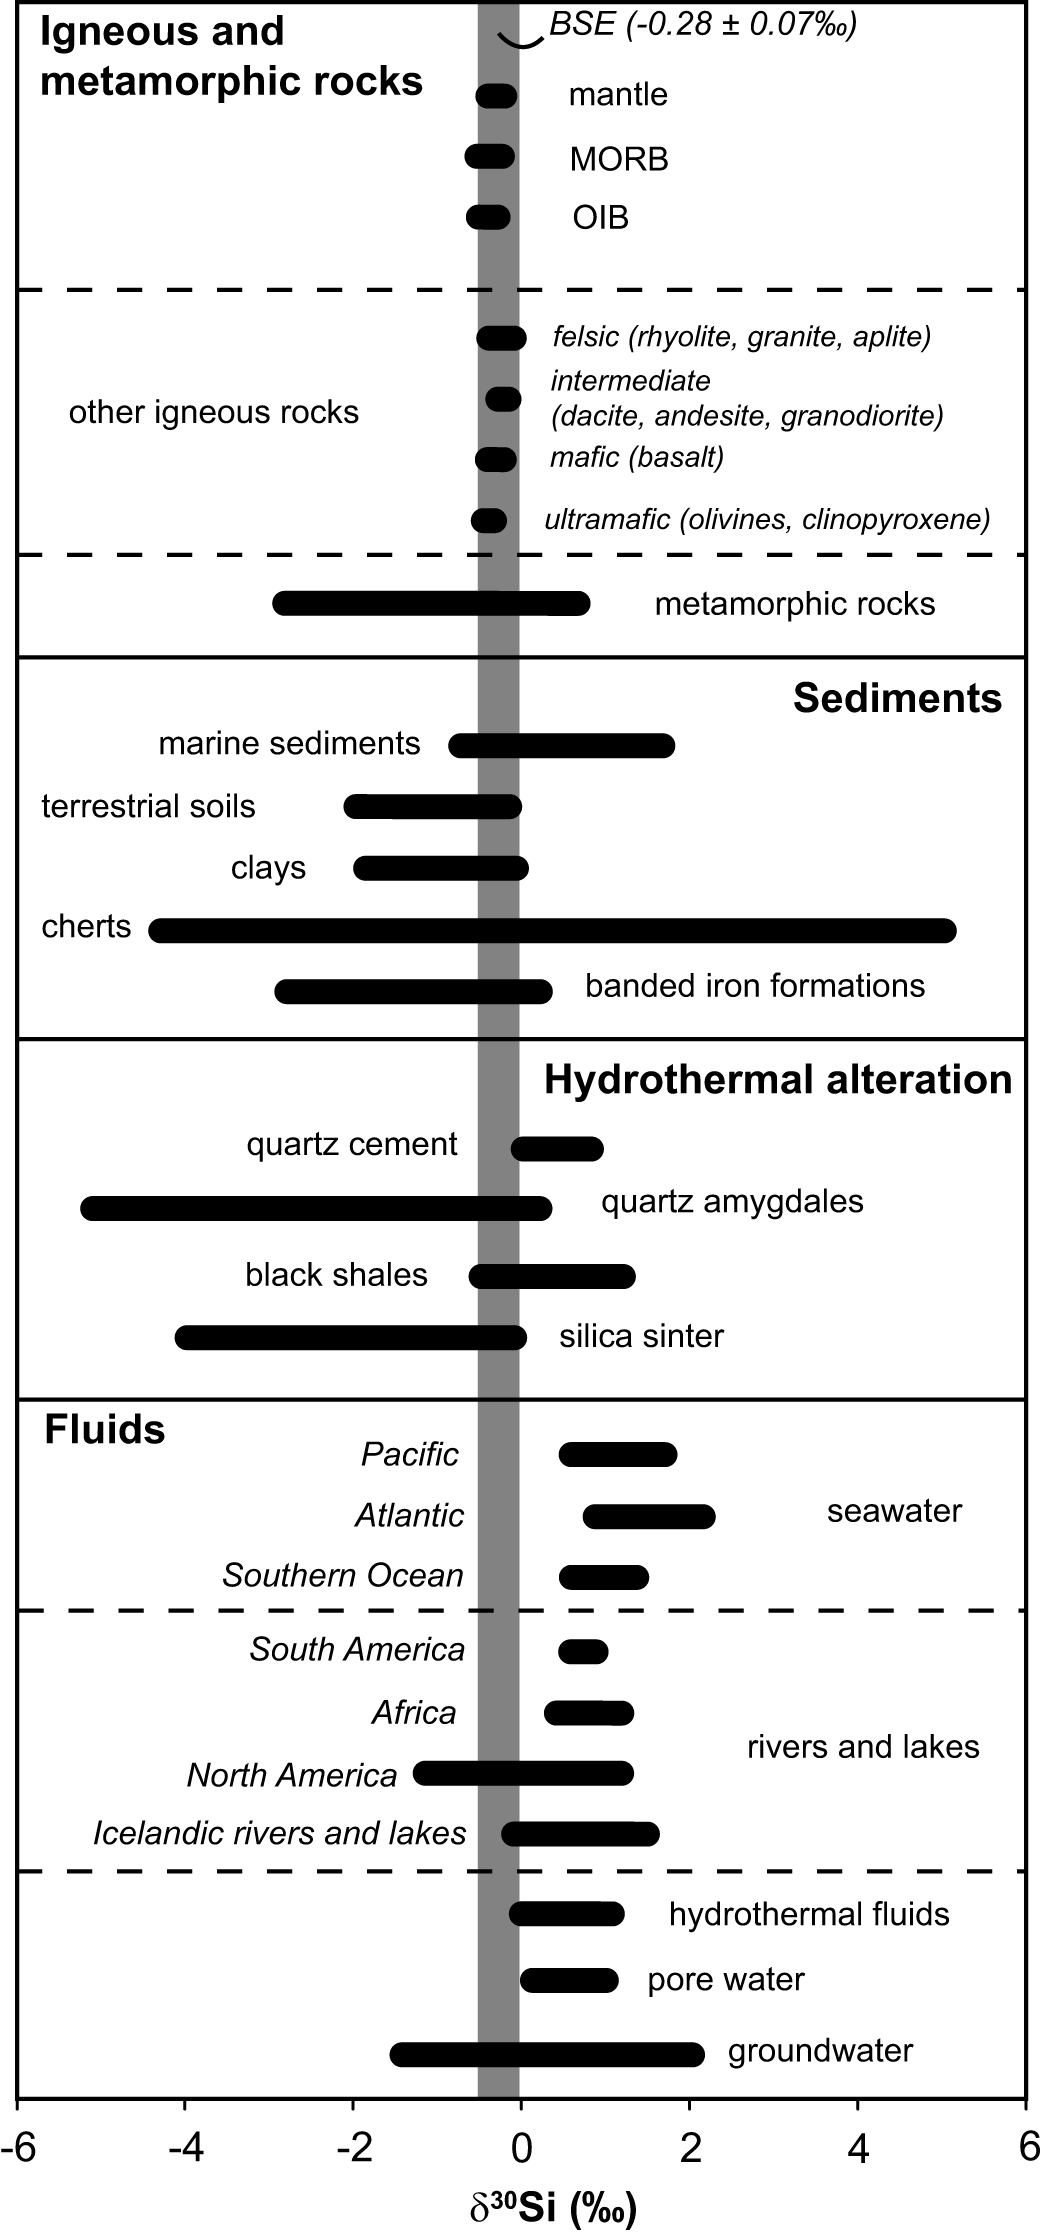 Igneous and
metamorphic rocks
BSE (-0.28 ± 0.07‰)
mantle
MORB
OIB
other igneous rocks
felsic (rhyolite, granite, aplite)
intermediate
(dacite, andesite, granodiorite)
mafic (basalt)
ultramafic (olivines, clinopyroxene)
metamorphic rocks
Sediments
marine sediments
terrestrial soils
clays
cherts
banded iron formations
Hydrothermal alteration
quartz cement
quartz amygdales
black shales
silica sinter
Fluids
Pacific
Atlantic
seawater
Southern Ocean
South America
Africa
rivers and lakes
North America
Icelandic rivers and lakes
hydrothermal fluids
pore water
groundwater
-6 -4 -2 0 2 4 6
δ³⁰Si (‰)